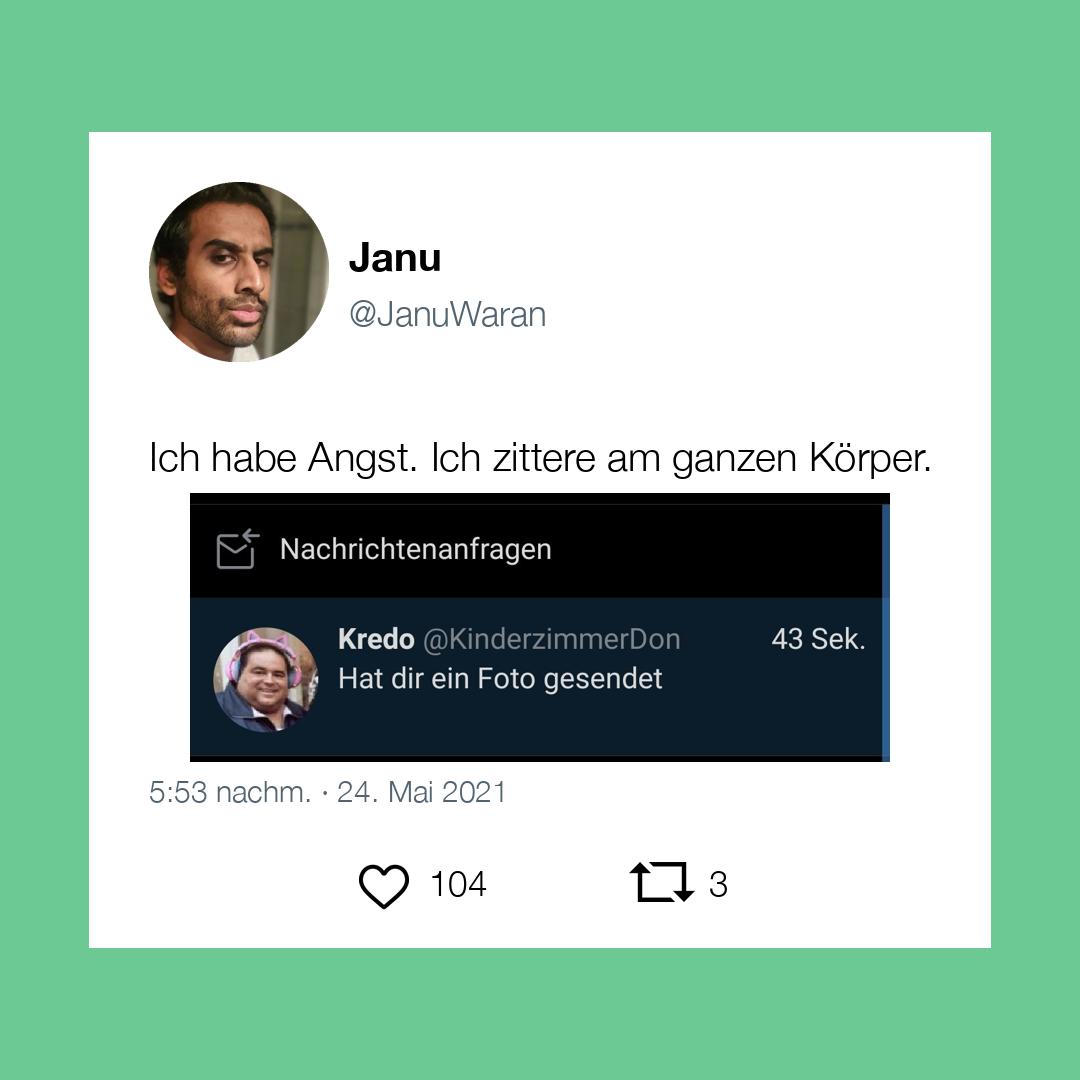 Janu
@JanuWaran
Ich habe Angst. Ich zittere am ganzen Körper.
Nachrichtenanfragen
Kredo @KinderzimmerDon 43 Sek.
Hat dir ein Foto gesendet
5:53 nachm. · 24. Mai 2021
104 3